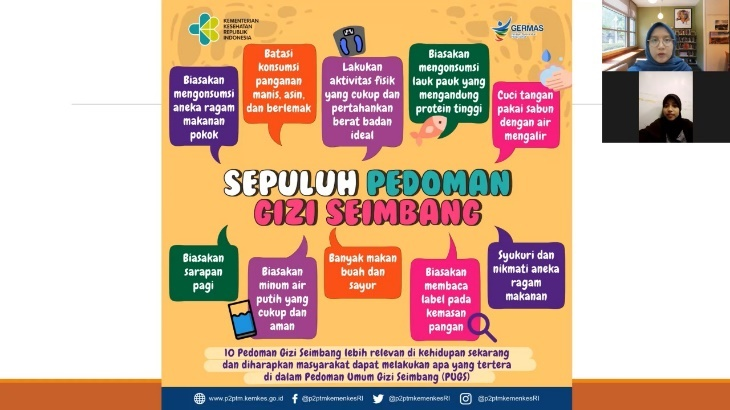 KEMENTERIAN
KESEHATAN
REPUBLIK
INDONESIA
GERMAS
Biasakan
mengonsumsi
aneka ragam
makanan
pokok
Batasi
konsumsi
panganan
manis, asin,
dan berlemak
Lakukan
aktivitas fisik
yang cukup dan
pertahankan
berat badan
ideal
Biasakan
mengonsumsi
lauk pauk yang
mengandung
protein tinggi
Cuci tangan
pakai sabun
dengan air
mengalir
SEPULUH PEDOMAN
GIZI SEIMBANG
Biasakan
sarapan
pagi
Biasakan
minum air
putih yang
cukup dan
aman
Banyak makan
buah dan
sayur
Biasakan
membaca
label pada
kemasan
pangan
Syukuri dan
nikmati aneka
ragam
makanan
10 Pedoman Gizi Seimbang lebih relevan di kehidupan sekarang
dan diharapkan masyarakat dapat melakukan apa yang tertera
di dalam Pedoman Umum Gizi Seimbang (PUGS)
www.p2ptm.kemkes.go.id @p2ptmkemenkesRI @p2ptmkemenkesRI @p2ptmkemenkesRI